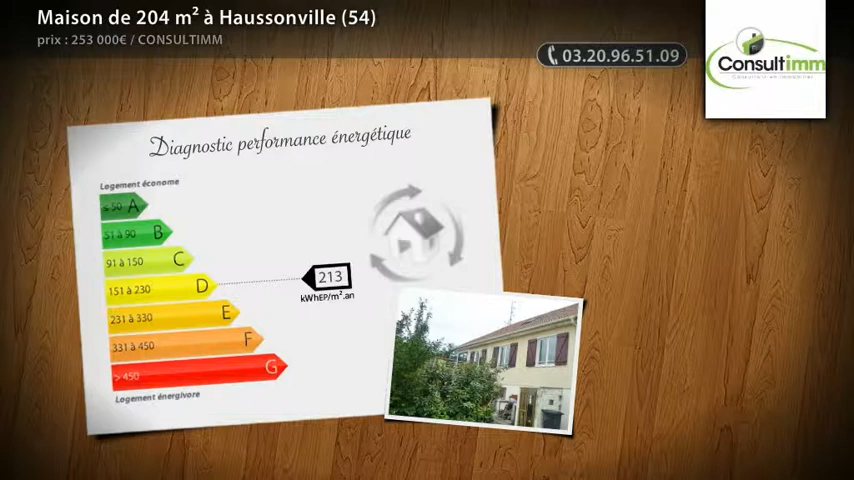 Maison de 204 m² à Haussonville (54)
prix : 253 000€ / CONSULTIMM
03.20.96.51.09
Consultimm
Diagnostic performance énergétique
Logement économe
≤ 50 A
51 à 90 B
91 à 150 C
151 à 230 D
213
kWhEP/m².an
231 à 330 E
331 à 450 F
> 450 G
Logement énergivore